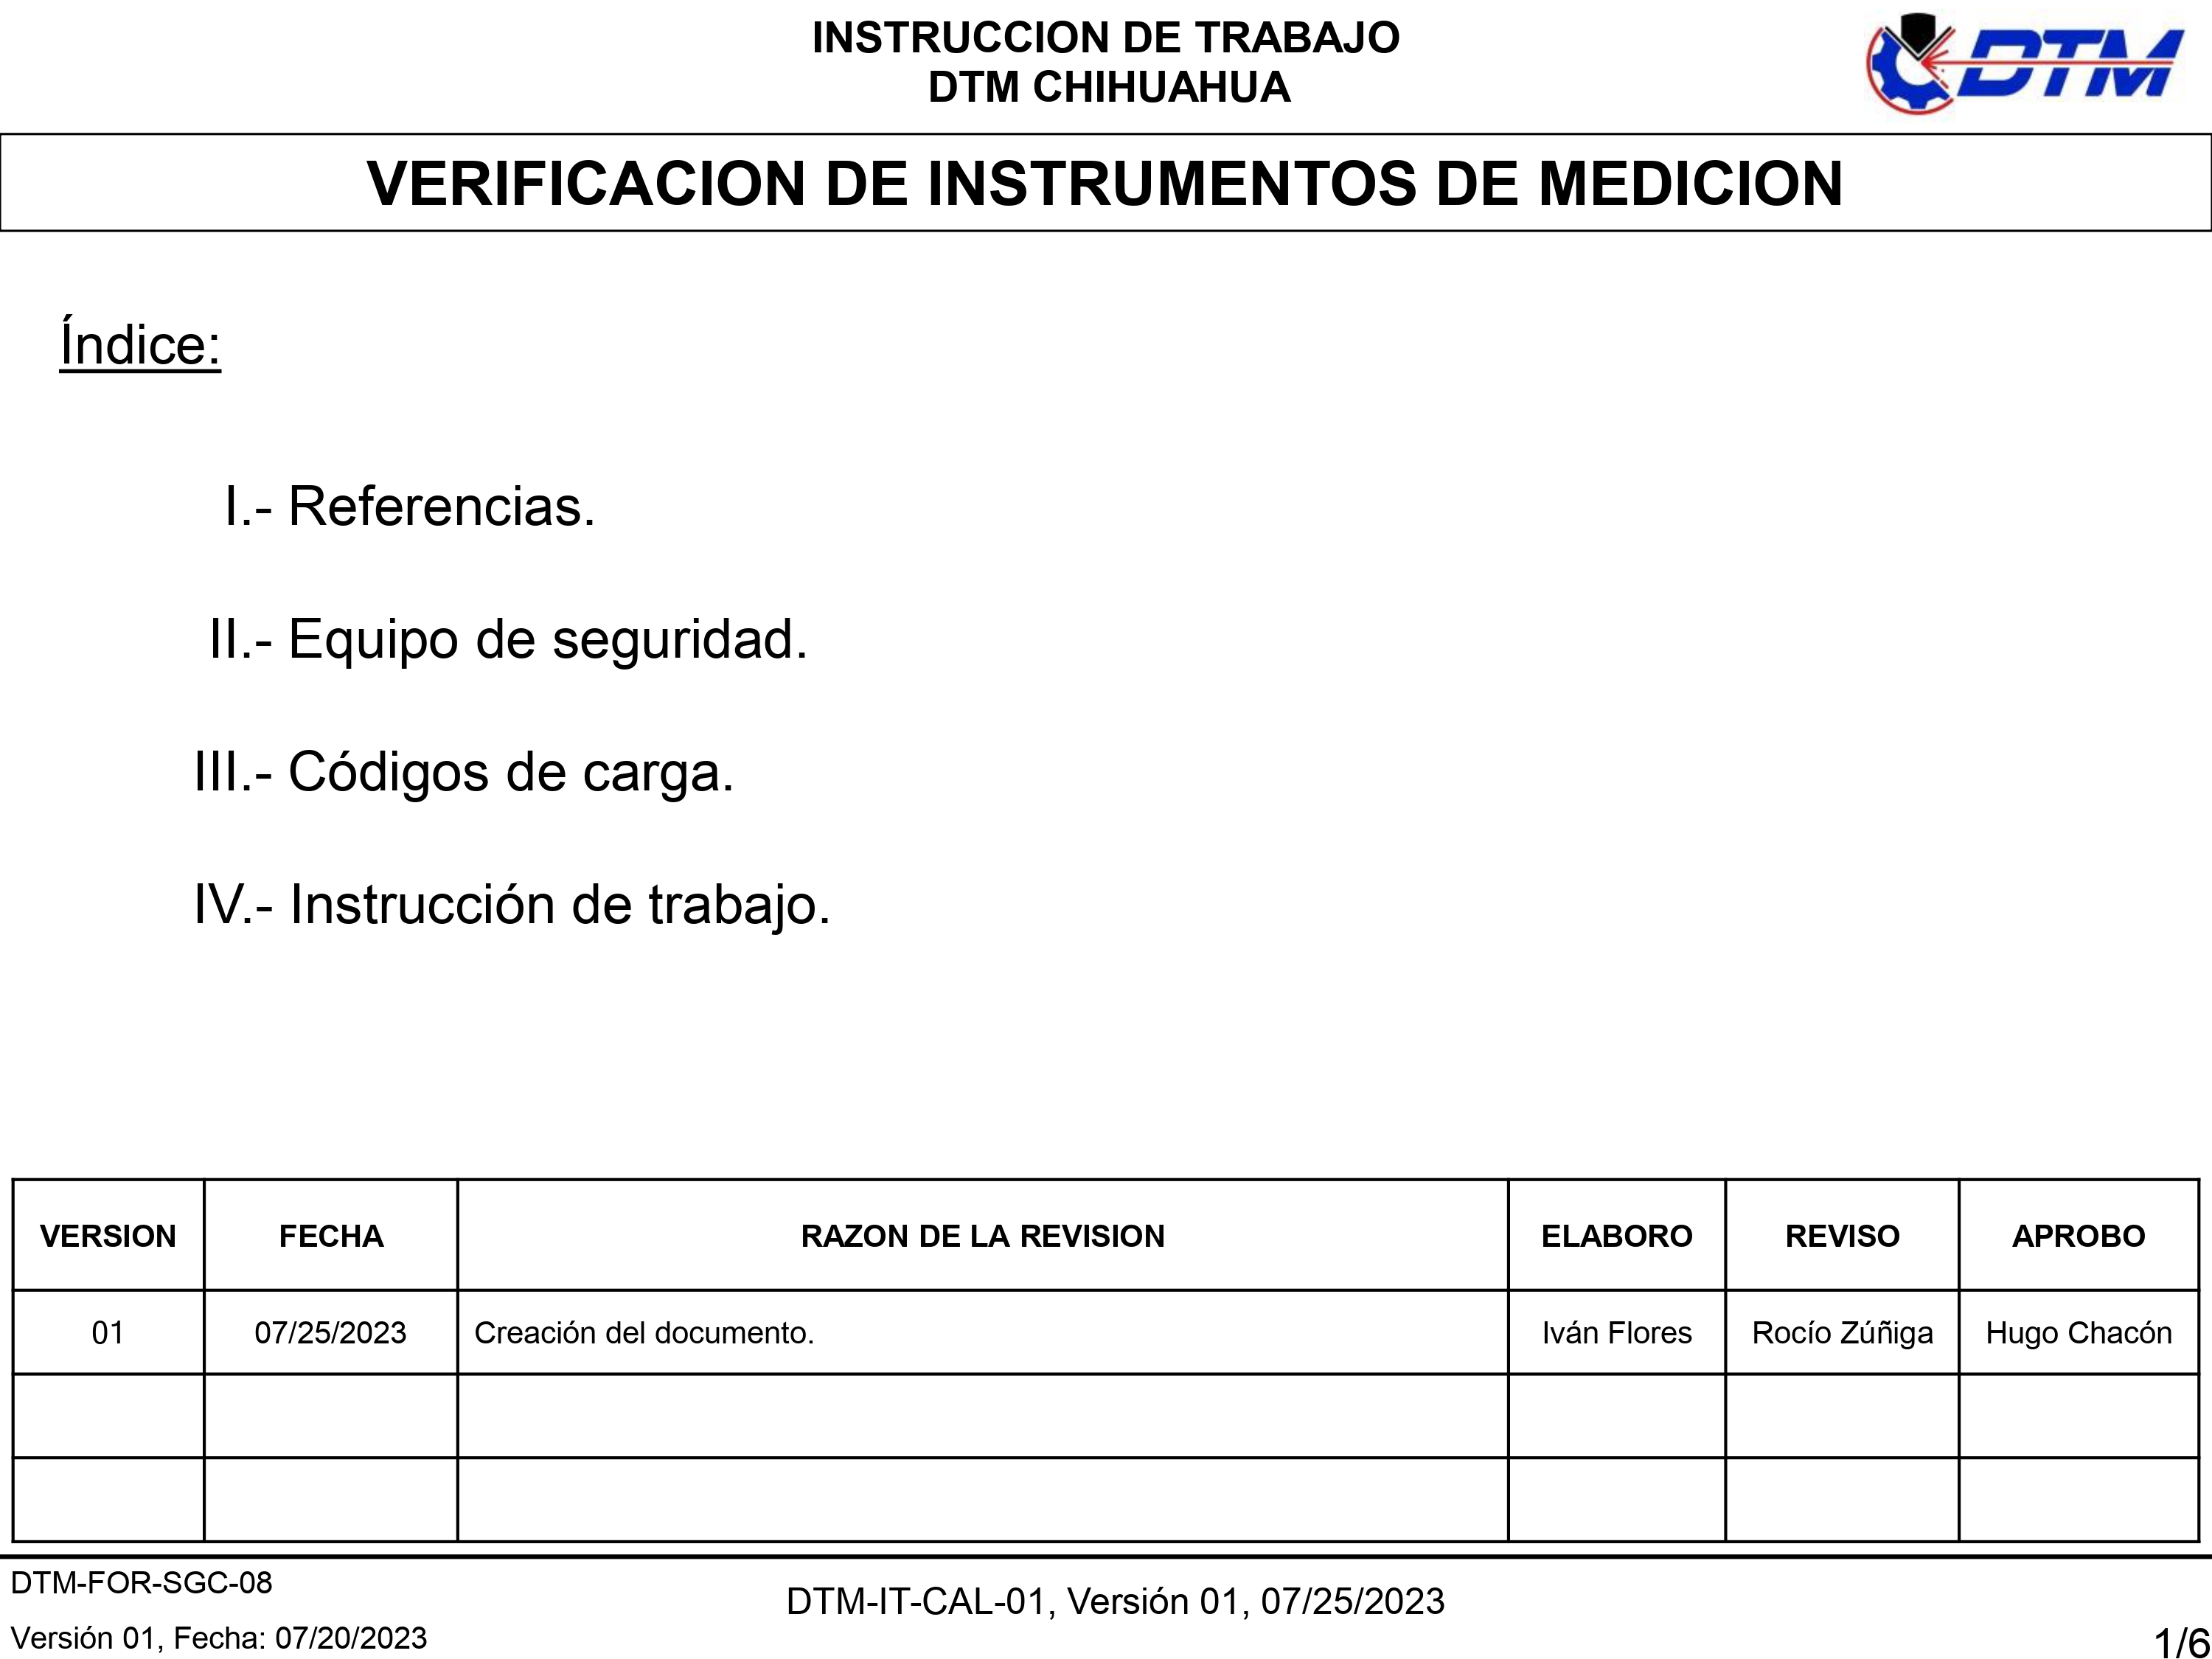 INSTRUCCION DE TRABAJO
DTM CHIHUAHUA
DTM
VERIFICACION DE INSTRUMENTOS DE MEDICION
Índice:
I.- Referencias.
II.- Equipo de seguridad.
III.- Códigos de carga.
IV.- Instrucción de trabajo.
VERSION FECHA RAZON DE LA REVISION ELABORO REVISO APROBO
01 07/25/2023 Creación del documento. Iván Flores Rocío Zúñiga Hugo Chacón
DTM-FOR-SGC-08
DTM-IT-CAL-01, Versión 01, 07/25/2023
Versión 01, Fecha: 07/20/2023
1/6